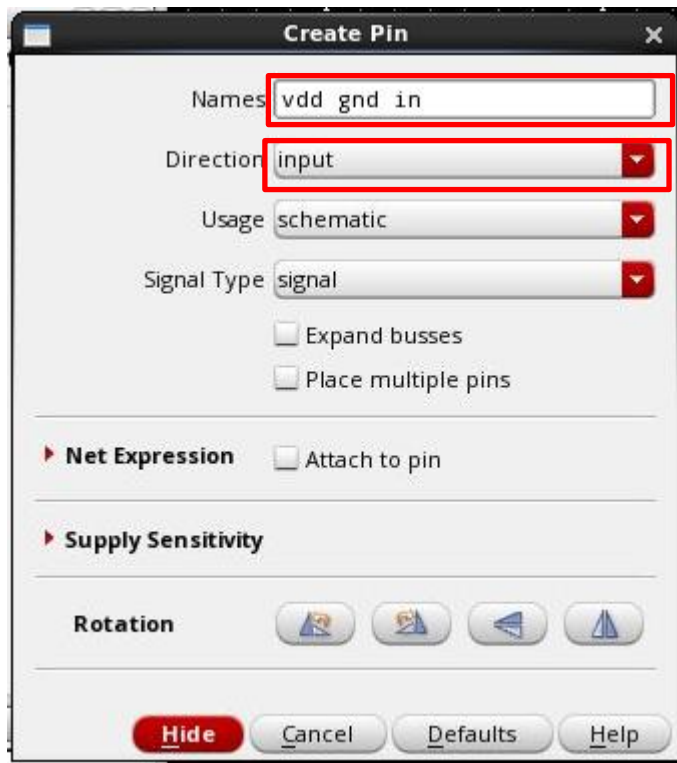 Create Pin
Names vdd gnd in
Direction input
Usage schematic
Signal Type signal
Expand busses
Place multiple pins
Net Expression Attach to pin
Supply Sensitivity
Rotation
Hide Cancel Defaults Help